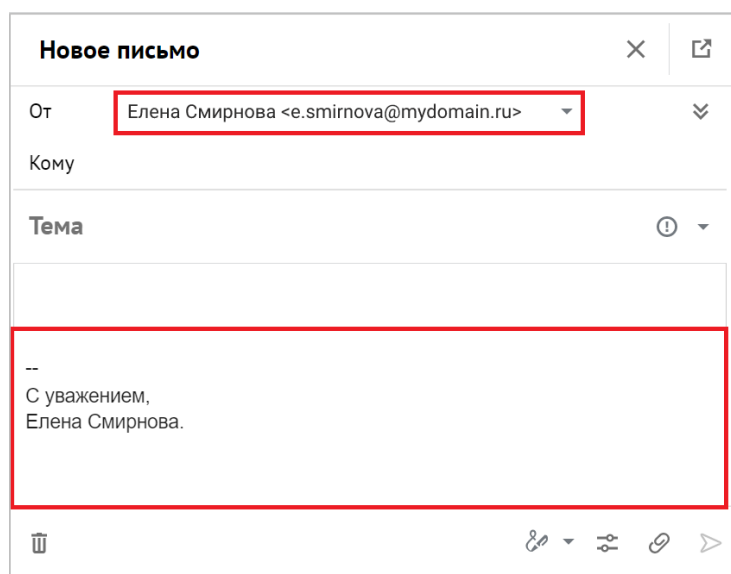 Новое письмо
От Елена Смирнова <e.smirnova@mydomain.ru>
Кому
Тема
--
С уважением,
Елена Смирнова.